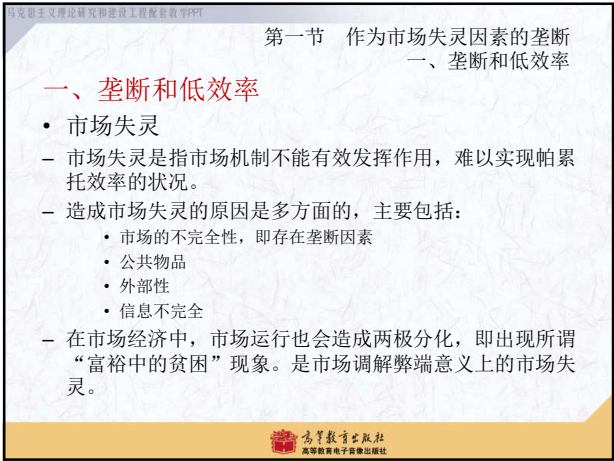 马克思主义理论研究和建设工程配套教学PPT
第一节 作为市场失灵因素的垄断
一、垄断和低效率
一、垄断和低效率
• 市场失灵
– 市场失灵是指市场机制不能有效发挥作用，难以实现帕累
托效率的状况。
– 造成市场失灵的原因是多方面的，主要包括：
• 市场的不完全性，即存在垄断因素
• 公共物品
• 外部性
• 信息不完全
– 在市场经济中，市场运行也会造成两极分化，即出现所谓
“富裕中的贫困”现象。是市场调解弊端意义上的市场失
灵。
高等教育出版社
高等教育电子音像出版社